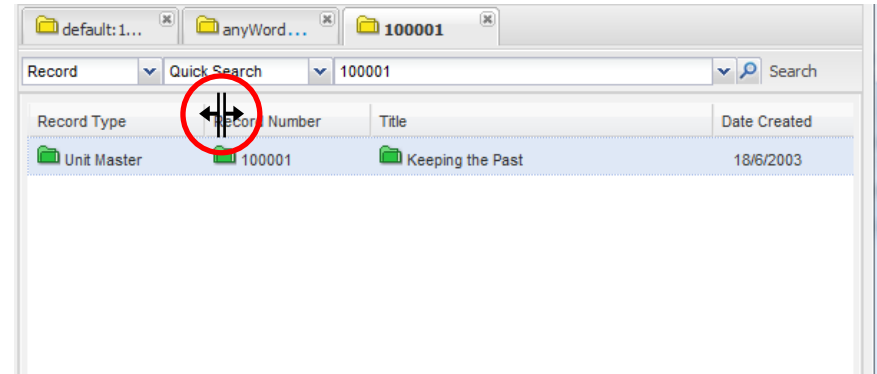 default:1... anyWord... 100001
Record Quick Search 100001 Search
Record Type Record Number Title Date Created
Unit Master 100001 Keeping the Past 18/6/2003